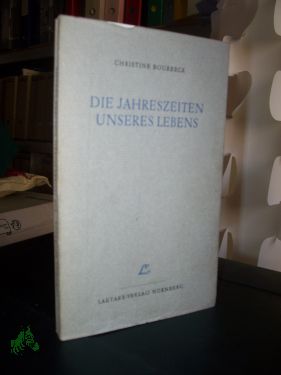 CHRISTINE BOURBECK
DIE JAHRESZEITEN
UNSERES LEBENS
LAETARE-VERLAG NÜRNBERG